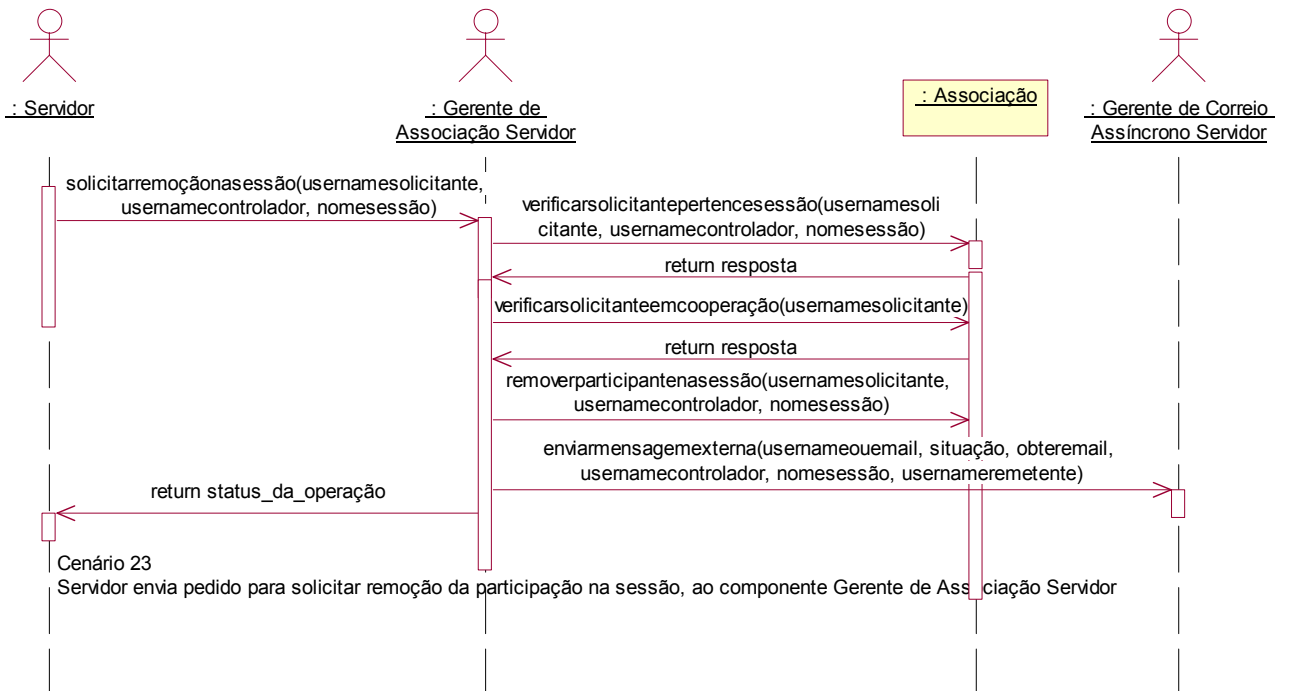 : Servidor
: Gerente de
Associação Servidor
: Associação
: Gerente de Correio
Assíncrono Servidor
solicitarremoçãonasessão(usernamesolicitante,
usernamecontrolador, nomesessão)
verificarsolicitantepertencesessão(usernamesoli
citante, usernamecontrolador, nomesessão)
return resposta
verificarsolicitanteemcooperação(usernamesolicitante)
return resposta
removerparticipantenasessão(usernamesolicitante,
usernamecontrolador, nomesessão)
enviarmensagemexterna(usernameouemail, situação, obteremail,
usernamecontrolador, nomesessão, usernameremetente)
return status_da_operação
Cenário 23
Servidor envia pedido para solicitar remoção da participação na sessão, ao componente Gerente de Associação Servidor